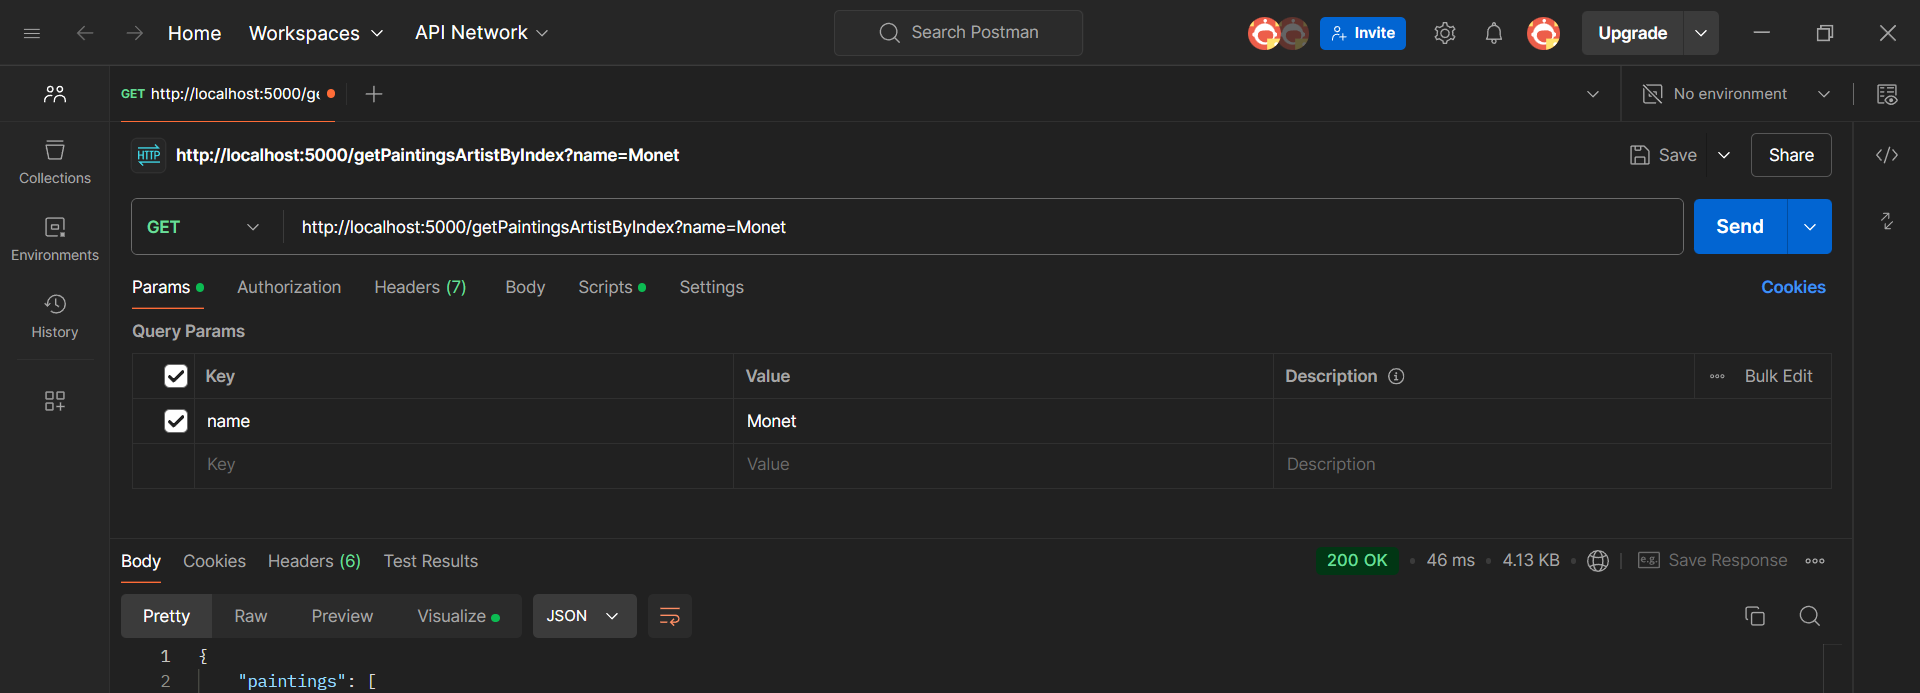 Home Workspaces API Network Search Postman Invite Upgrade
GET http://localhost:5000/ge No environment
HTTP http://localhost:5000/getPaintingsArtistByIndex?name=Monet Save Share
Collections
GET http://localhost:5000/getPaintingsArtistByIndex?name=Monet Send
Environments
Params Authorization Headers (7) Body Scripts Settings Cookies
History
Query Params
Key Value Description Bulk Edit
name Monet
Key Value Description
Body Cookies Headers (6) Test Results 200 OK 46 ms 4.13 KB e.g. Save Response
Pretty Raw Preview Visualize JSON
1 {
2 "paintings": [